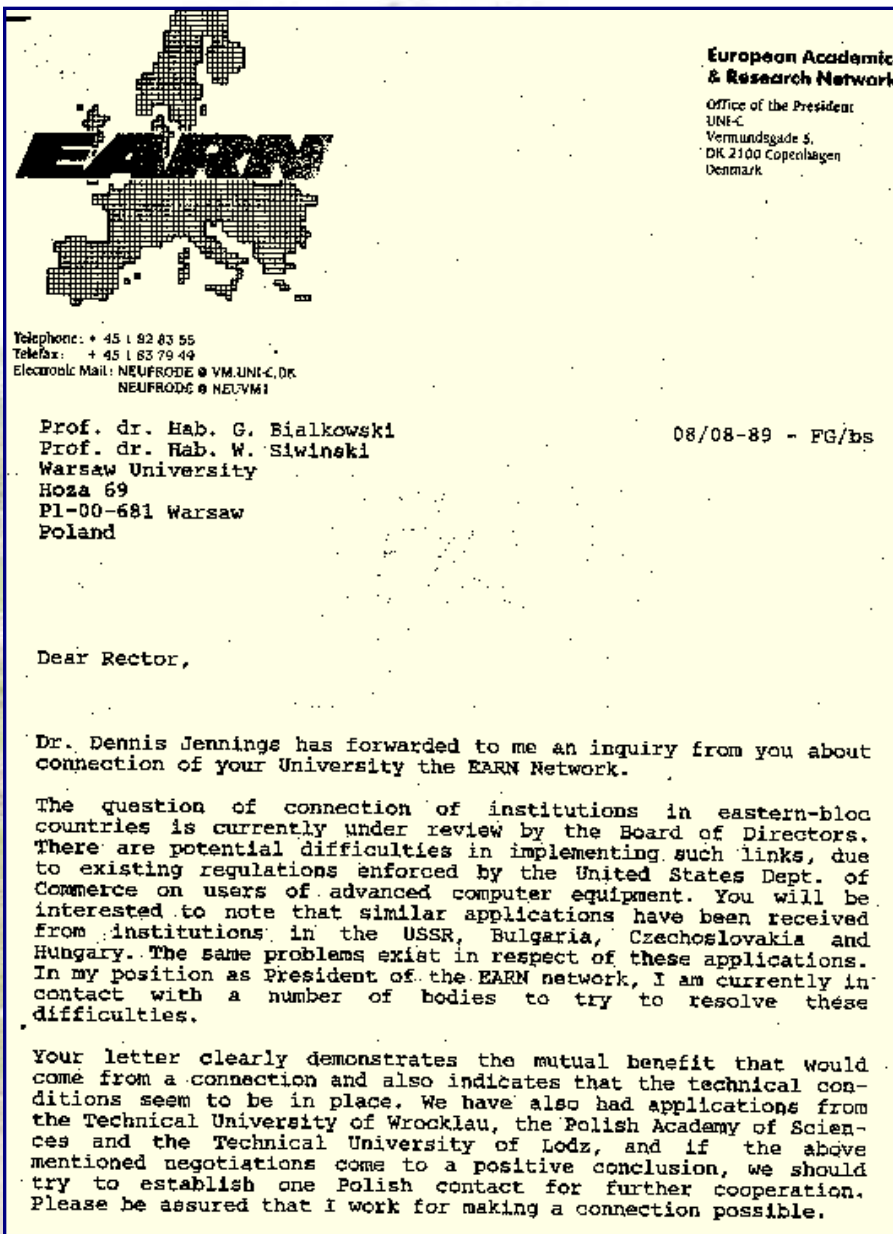 EARN
European Academic
& Research Network
Office of the President
UNI-C
Vermundsgade 5,
DK 2100 Copenhagen
Denmark
Telephone: + 45 1 82 83 55
Telefax: + 45 1 83 79 49
Electronic Mail: NEUFRODE @ VM.UNI-C.DK
NEUFRODE @ NEUVM1
Prof. dr. Hab. G. Bialkowski
Prof. dr. Hab. W. Siwinski
Warsaw University
Hoza 69
Pl-00-681 Warsaw
Poland
08/08-89 - FG/bs
Dear Rector,
Dr. Dennis Jennings has forwarded to me an inquiry from you about
connection of your University the EARN Network.
The question of connection of institutions in eastern-bloc
countries is currently under review by the Board of Directors.
There are potential difficulties in implementing such links, due
to existing regulations enforced by the United States Dept. of
Commerce on users of advanced computer equipment. You will be
interested to note that similar applications have been received
from institutions in the USSR, Bulgaria, Czechoslovakia and
Hungary. The same problems exist in respect of these applications.
In my position as President of the EARN network, I am currently in
contact with a number of bodies to try to resolve these
difficulties.
Your letter clearly demonstrates the mutual benefit that would
come from a connection and also indicates that the technical con-
ditions seem to be in place. We have also had applications from
the Technical University of Wrocklau, the Polish Academy of Scien-
ces and the Technical University of Lodz, and if the above
mentioned negotiations come to a positive conclusion, we should
try to establish one Polish contact for further cooperation.
Please be assured that I work for making a connection possible.